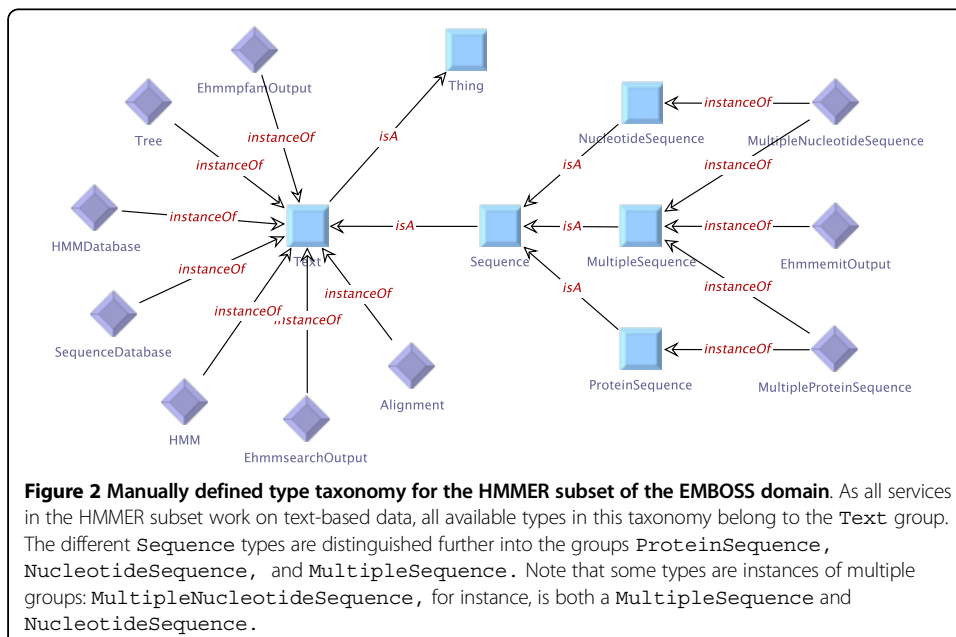 EhmmpfamOutput
Thing
Tree
NucleotideSequence
instanceOf
MultipleNucleotideSequence
instanceOf
isA
instanceOf
isA
instanceOf
HMMDatabase
instanceOf
Text
isA
Sequence
isA
MultipleSequence
instanceOf
EhmmemitOutput
instanceOf
instanceOf
instanceOf
instanceOf
isA
instanceOf
SequenceDatabase
ProteinSequence
instanceOf
MultipleProteinSequence
HMM
Alignment
EhmmsearchOutput
Figure 2 Manually defined type taxonomy for the HMMER subset of the EMBOSS domain. As all services
in the HMMER subset work on text-based data, all available types in this taxonomy belong to the Text group.
The different Sequence types are distinguished further into the groups ProteinSequence,
NucleotideSequence, and MultipleSequence. Note that some types are instances of multiple
groups: MultipleNucleotideSequence, for instance, is both a MultipleSequence and
NucleotideSequence.